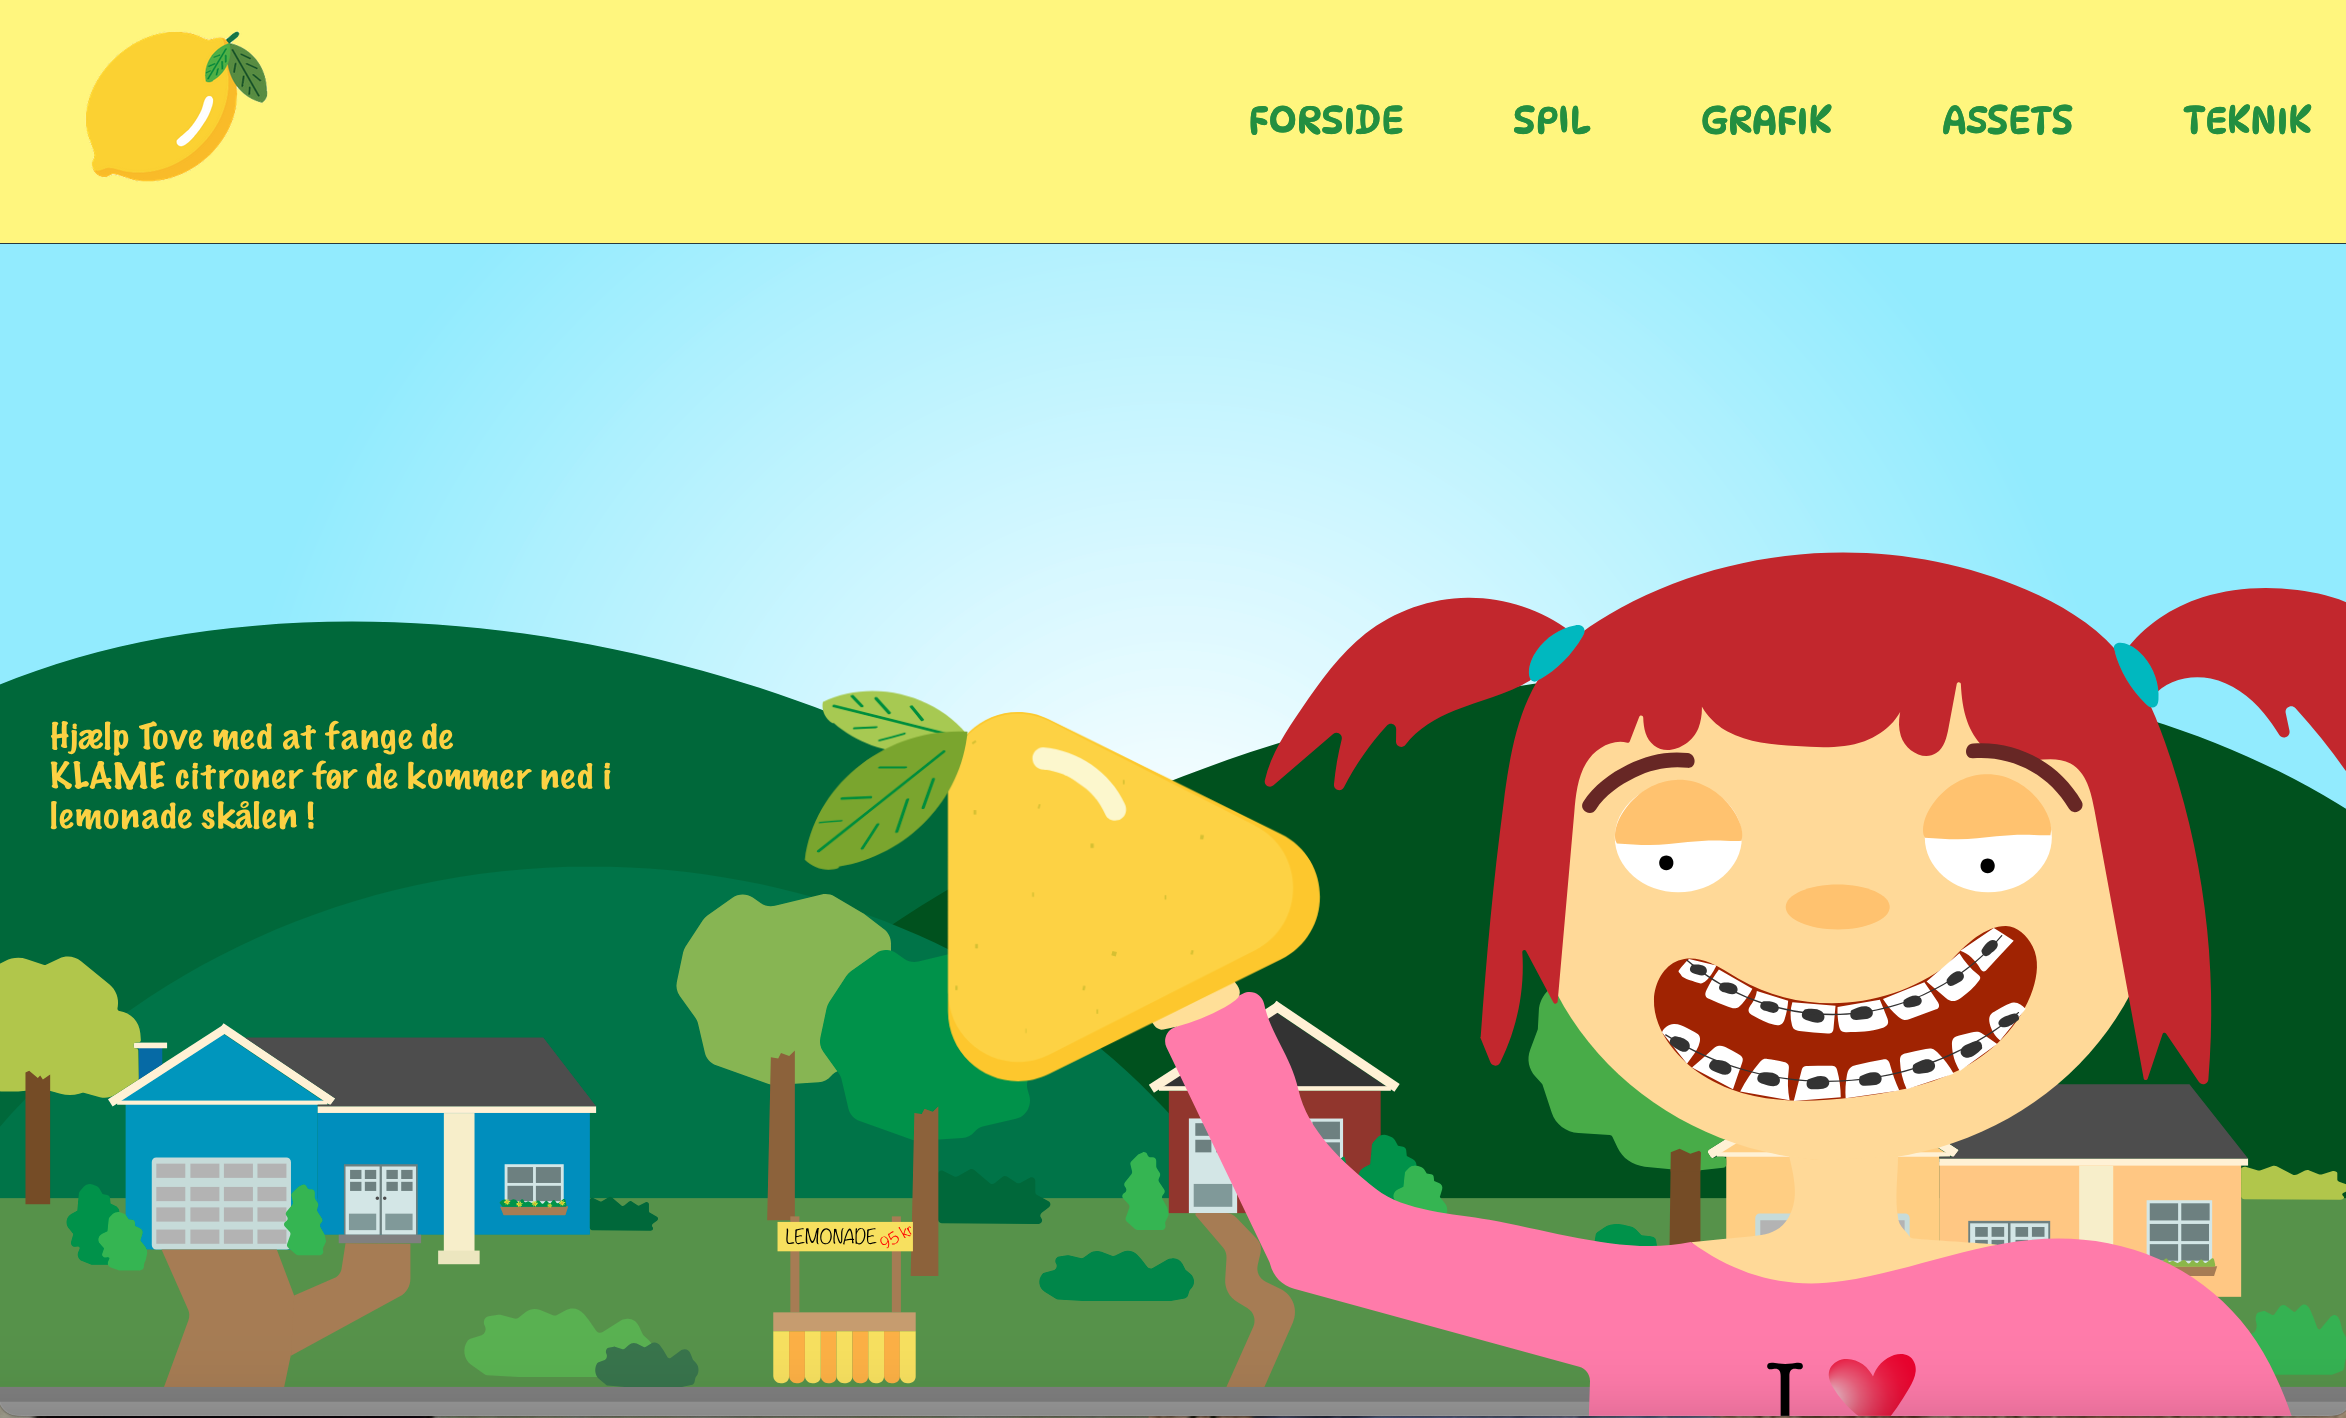 FORSIDE SPIL GRAFIK ASSETS TEKNIK
Hjælp Tove med at fange de
KLAME citroner før de kommer ned i
lemonade skålen !
LEMONADE 95 kr
I